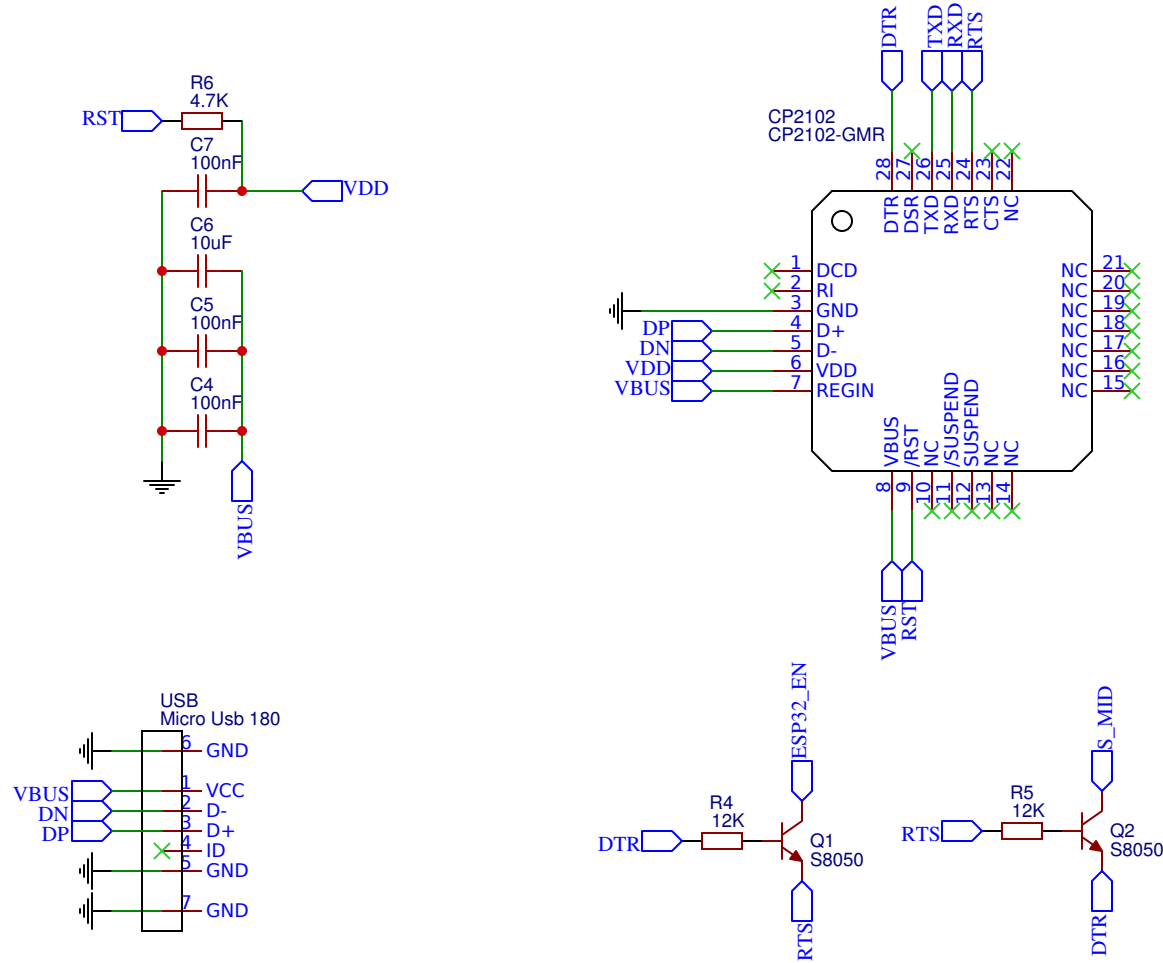 R6
4.7K
RST
C7
100nF
VDD
C6
10uF
C5
100nF
C4
100nF
VBUS
DTR
TXD
RXD
RTS
CP2102
CP2102-GMR
28
27
26
25
24
23
22
DTR
DSR
TXD
RXD
RTS
CTS
NC
1 DCD
2 RI
3 GND
DP 4 D+
DN 5 D-
VDD 6 VDD
VBUS 7 REGIN
NC 21
NC 20
NC 19
NC 18
NC 17
NC 16
NC 15
VBUS
/RST
NC
/SUSPEND
SUSPEND
NC
NC
8
9
10
11
12
13
14
VBUS
RST
USB
Micro Usb 180
6 GND
VBUS 1 VCC
DN 2 D-
DP 3 D+
4 ID
5 GND
7 GND
ESP32_EN
R4
12K
DTR
Q1
S8050
RTS
S_MID
R5
12K
RTS
Q2
S8050
DTR